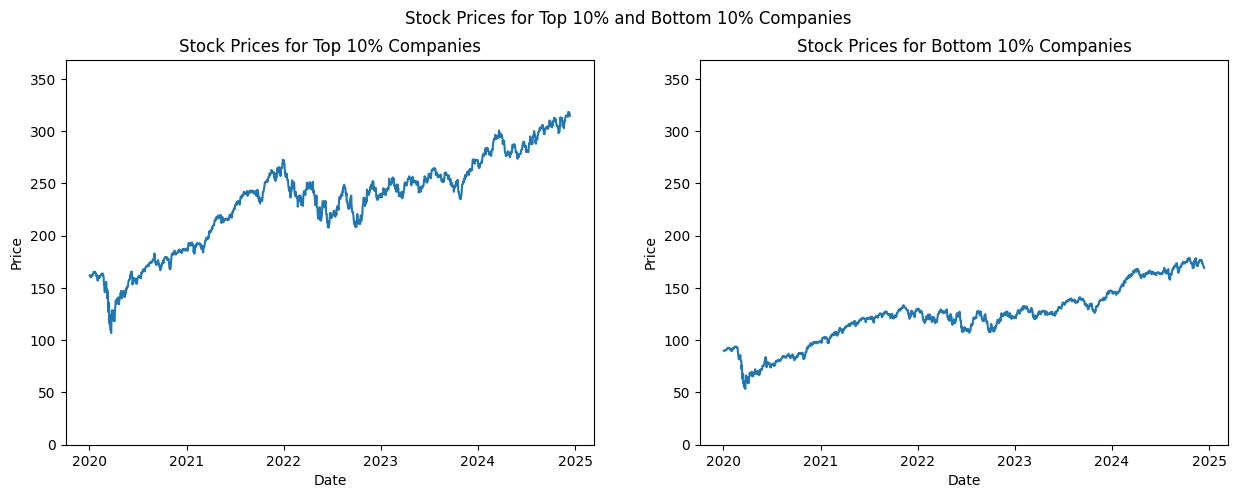 Stock Prices for Top 10% and Bottom 10% Companies
Stock Prices for Top 10% Companies
350
300
250
200
150
100
50
0
Price
2020 2021 2022 2023 2024 2025
Date
Stock Prices for Bottom 10% Companies
350
300
250
200
150
100
50
0
Price
2020 2021 2022 2023 2024 2025
Date